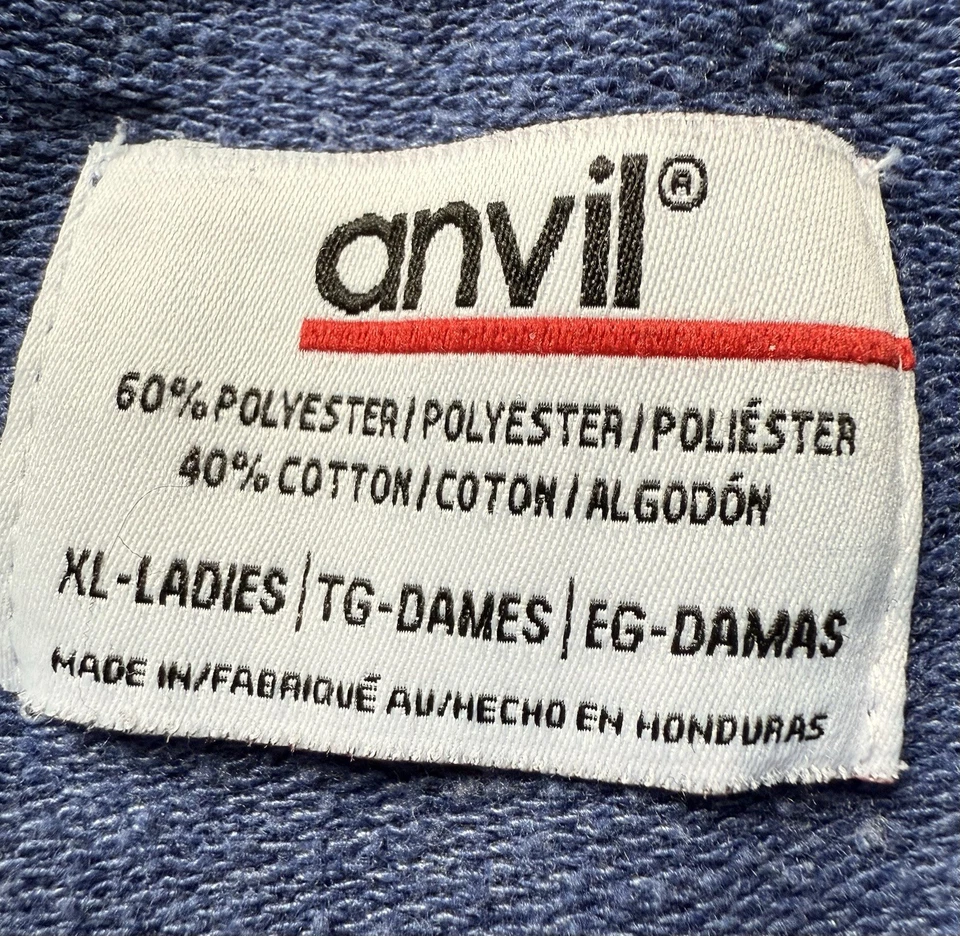 anvil®
60% POLYESTER/POLYESTER/POLIÉSTER
40% COTTON/COTON/ALGODÓN
XL-LADIES|TG-DAMES|EG-DAMAS
MADE IN/FABRIQUÉ AU/HECHO EN HONDURAS